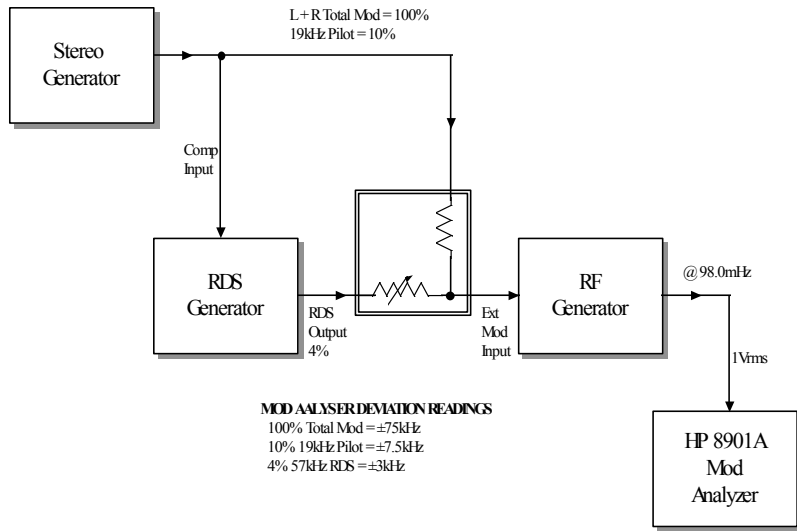 L + R Total Mod = 100%
19kHz Pilot = 10%
Stereo
Generator
Comp
Input
RDS
Generator
RDS
Output
4%
Ext
Mod
Input
RF
Generator
@ 98.0mHz
1Vrms
HP 8901A
Mod
Analyzer
MOD AALYSER DEVIATION READINGS
100% Total Mod = ±75kHz
10% 19kHz Pilot = ±7.5kHz
4% 57kHz RDS = ±3kHz